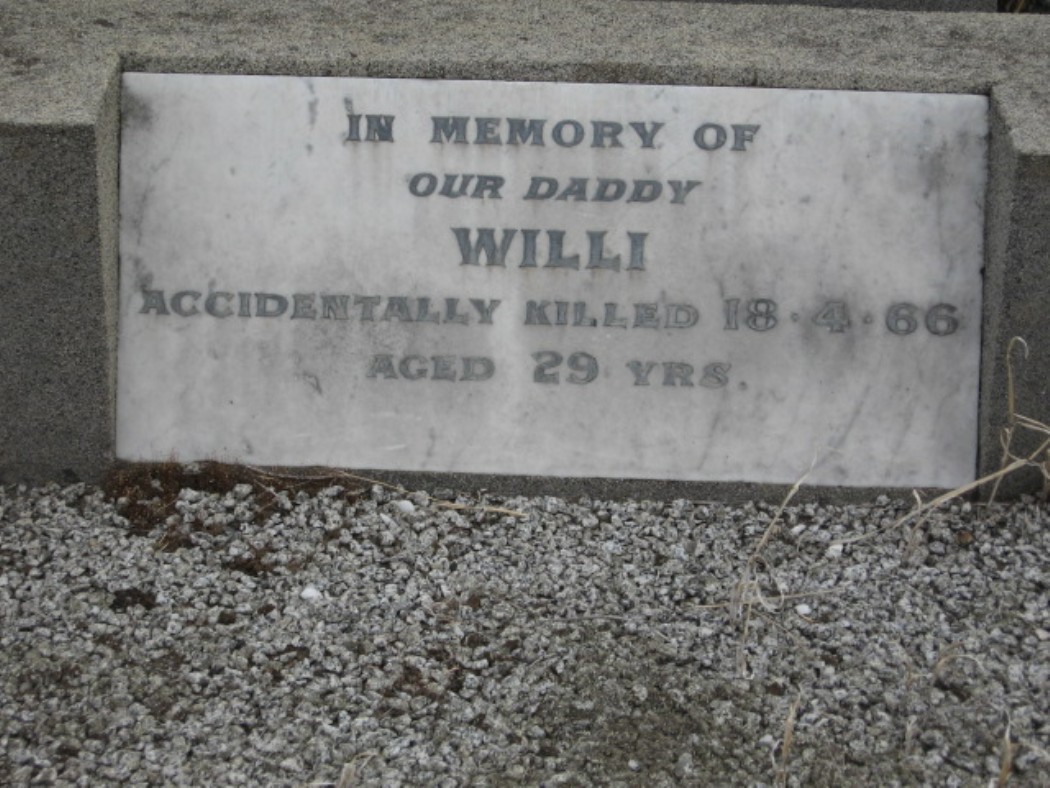 IN MEMORY OF
OUR DADDY
WILLI
ACCIDENTALLY KILLED 18·4·66
AGED 29 YRS.